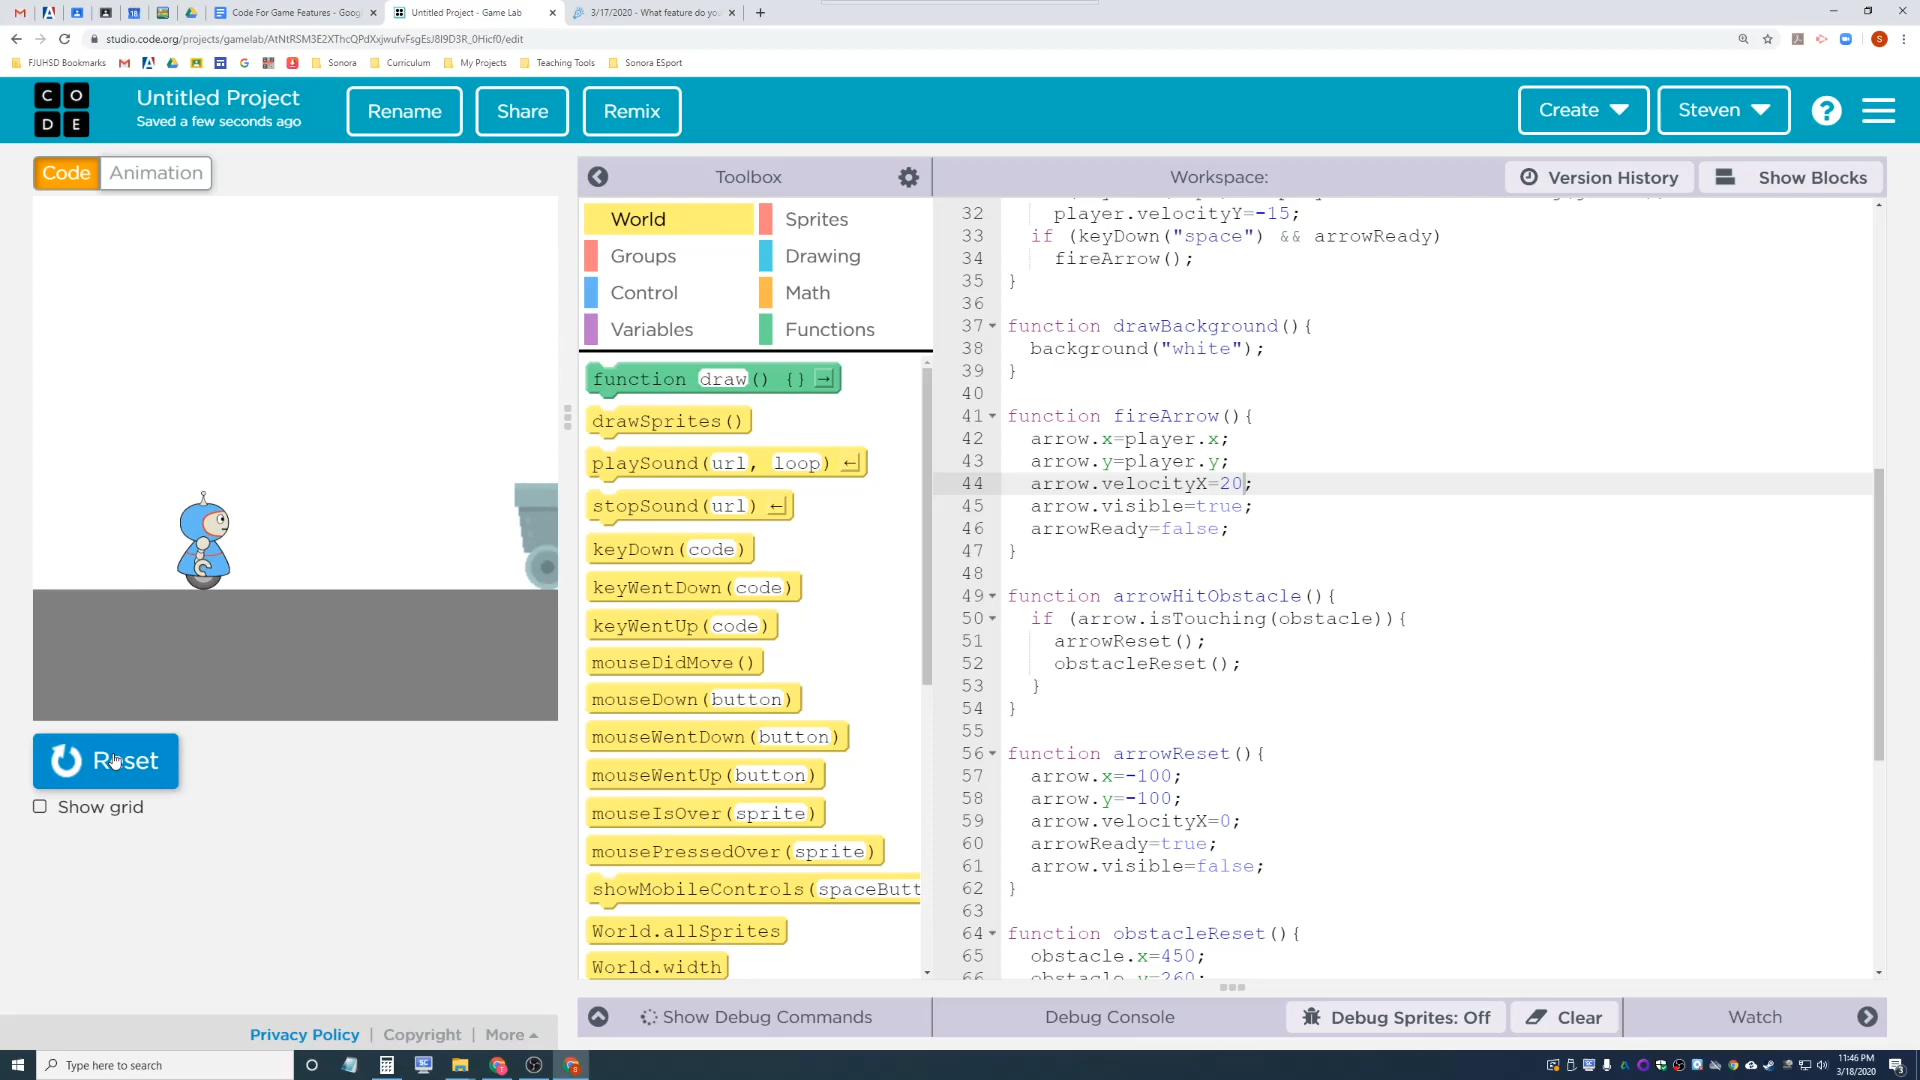 Code For Game Features - Goog
Untitled Project - Game Lab
3/17/2020 - What feature do you
studio.code.org/projects/gamelab/AtNtRSM3E2XThcQPdXxjwufvFsgEsJ8I9D3R_0Hicf0/edit
FJUHSD Bookmarks
Sonora
Curriculum
My Projects
Teaching Tools
Sonora ESport
C O
D E
Untitled Project
Saved a few seconds ago
Rename
Share
Remix
Create
Steven
Code
Animation
Toolbox
Workspace:
Version History
Show Blocks
World
Sprites
Groups
Drawing
Control
Math
Variables
Functions
function draw() {}
drawSprites()
playSound(url, loop)
stopSound(url)
keyDown(code)
keyWentDown(code)
keyWentUp(code)
mouseDidMove()
mouseDown(button)
mouseWentDown(button)
mouseWentUp(button)
mouseIsOver(sprite)
mousePressedOver(sprite)
showMobileControls(spaceButt
World.allSprites
World.width
32 player.velocityY=-15;
33 if (keyDown("space") && arrowReady)
34 fireArrow();
35 }
36
37 function drawBackground(){
38 background("white");
39 }
40
41 function fireArrow(){
42 arrow.x=player.x;
43 arrow.y=player.y;
44 arrow.velocityX=20;
45 arrow.visible=true;
46 arrowReady=false;
47 }
48
49 function arrowHitObstacle(){
50 if (arrow.isTouching(obstacle)){
51 arrowReset();
52 obstacleReset();
53 }
54 }
55
56 function arrowReset(){
57 arrow.x=-100;
58 arrow.y=-100;
59 arrow.velocityX=0;
60 arrowReady=true;
61 arrow.visible=false;
62 }
63
64 function obstacleReset(){
65 obstacle.x=450;
66 obstacle.y=260;
Reset
Show grid
Privacy Policy | Copyright | More
Show Debug Commands
Debug Console
Debug Sprites: Off
Clear
Watch
Type here to search
11:46 PM
3/18/2020